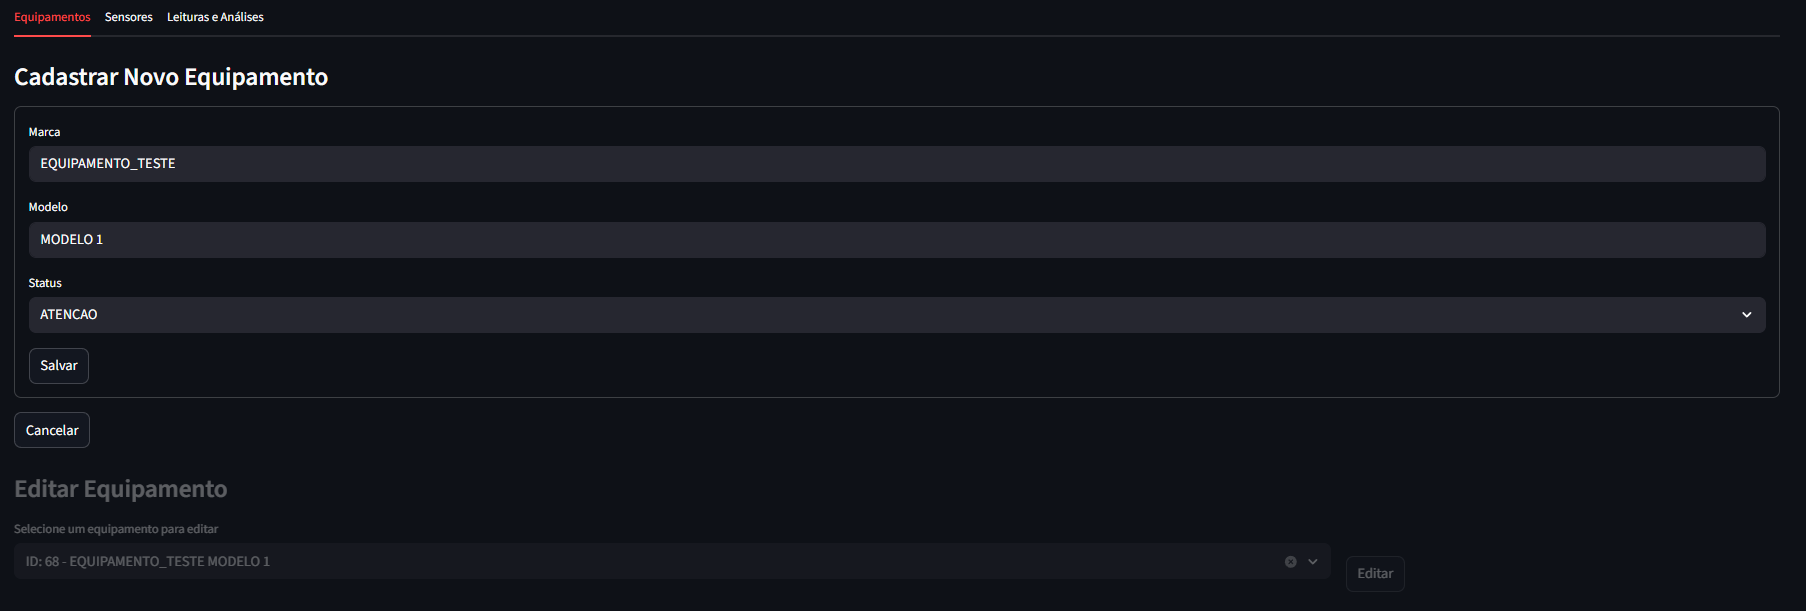 Equipamentos Sensores Leituras e Análises
Cadastrar Novo Equipamento
Marca
EQUIPAMENTO_TESTE
Modelo
MODELO 1
Status
ATENCAO
Salvar
Cancelar
Editar Equipamento
Selecione um equipamento para editar
ID: 68 - EQUIPAMENTO_TESTE MODELO 1
Editar